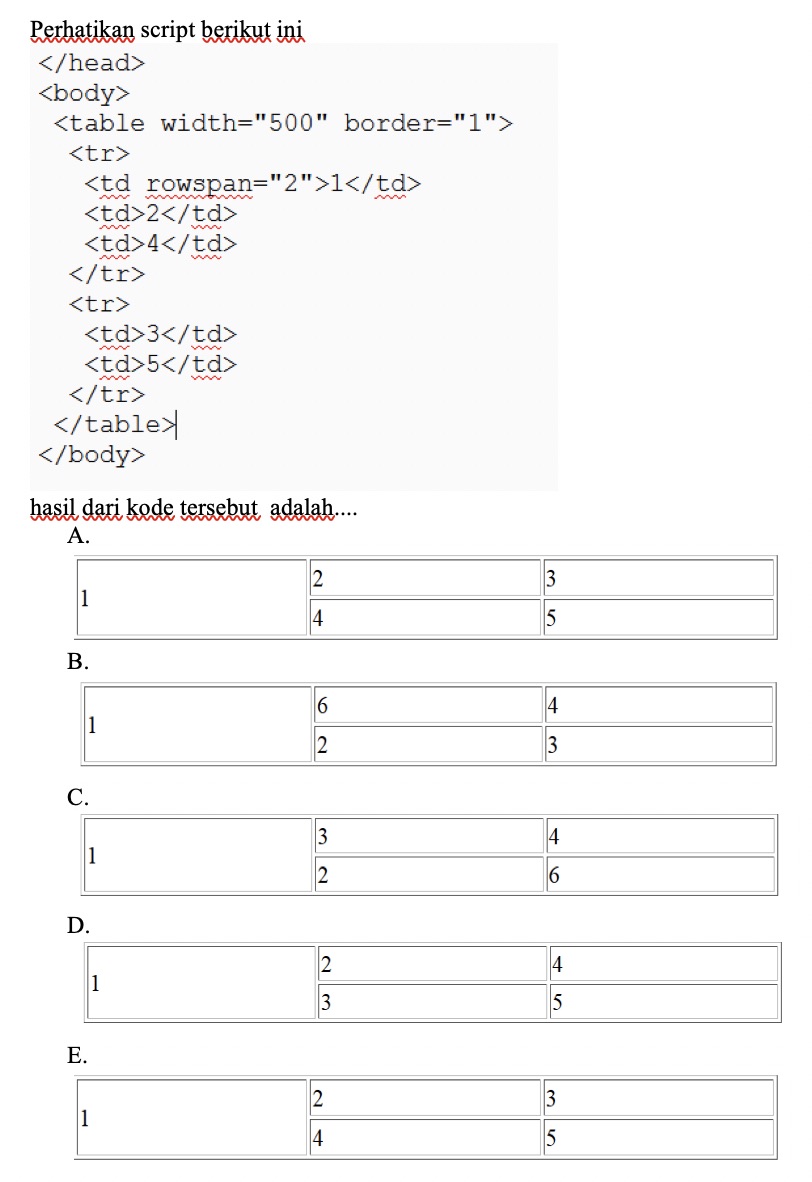 Perhatikan script berikut ini
</head>
<body>
<table width="500" border="1">
<tr>
<td rowspan="2">1</td>
<td>2</td>
<td>4</td>
</tr>
<tr>
<td>3</td>
<td>5</td>
</tr>
</table>
</body>
hasil dari kode tersebut adalah....
A.
1 2 3
4 5
B.
1 6 4
2 3
C.
1 3 4
2 6
D.
1 2 4
3 5
E.
1 2 3
4 5